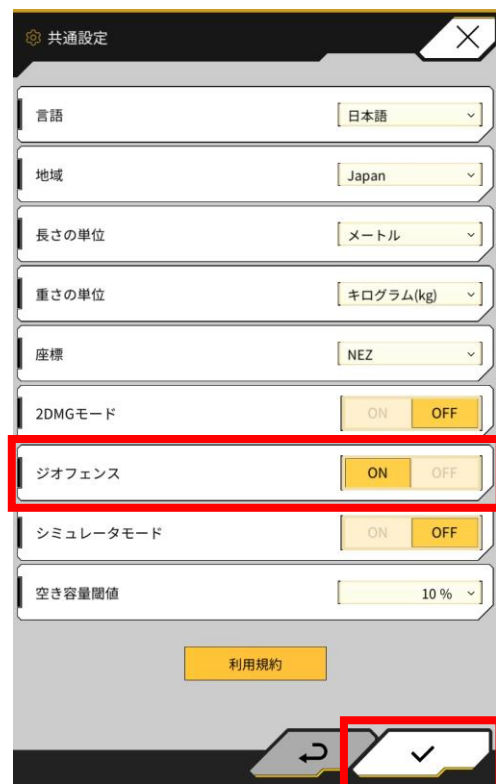 共通設定
言語 日本語
地域 Japan
長さの単位 メートル
重さの単位 キログラム(kg)
座標 NEZ
2DMGモード ON OFF
ジオフェンス ON OFF
シミュレータモード ON OFF
空き容量閾値 10 %
利用規約